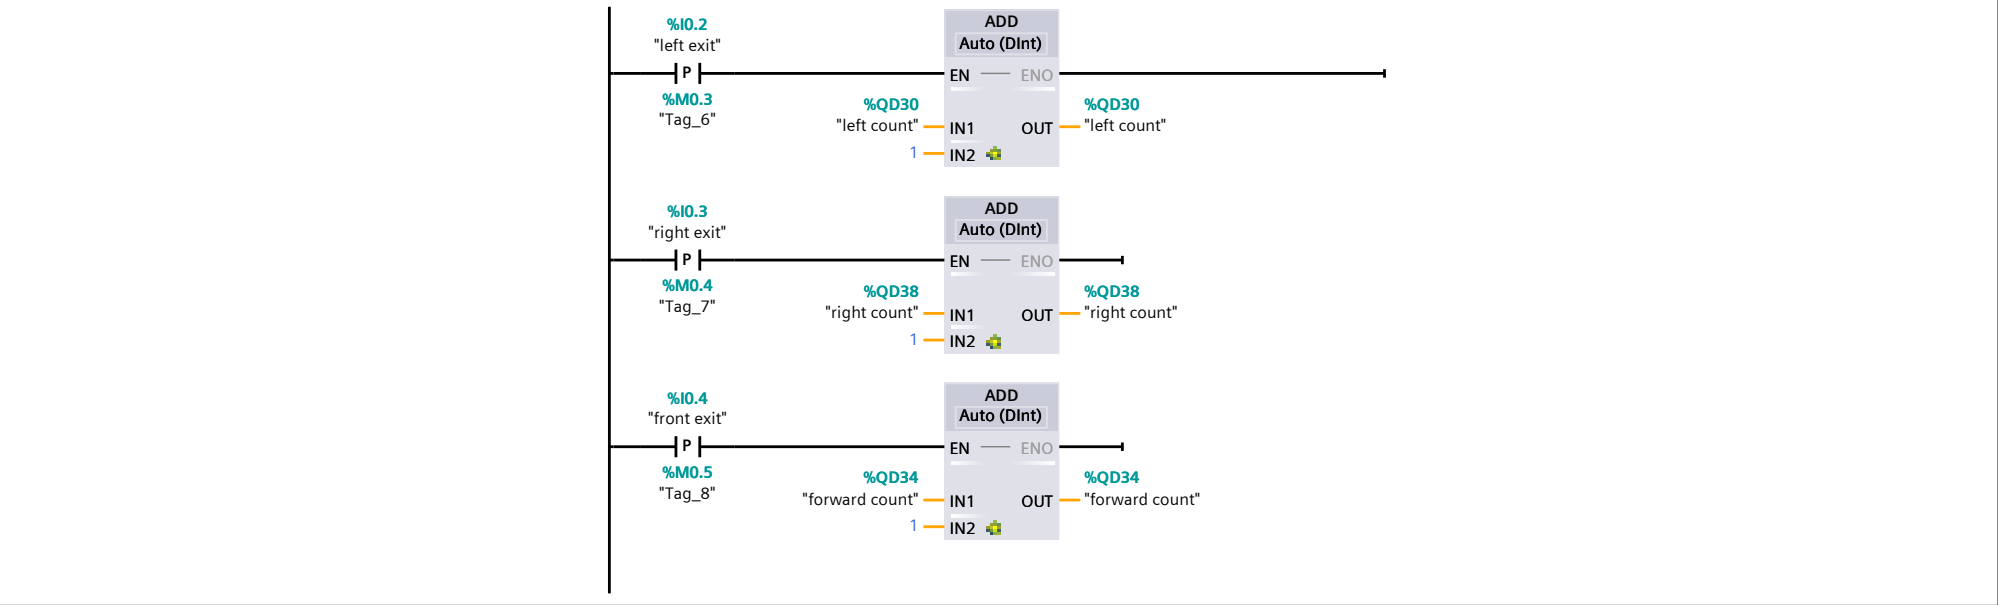 %I0.2
"left exit"
P
%M0.3
"Tag_6"
ADD
Auto (DInt)
EN ENO
%QD30
"left count" IN1
OUT %QD30
"left count"
1 IN2
%I0.3
"right exit"
P
%M0.4
"Tag_7"
ADD
Auto (DInt)
EN ENO
%QD38
"right count" IN1
OUT %QD38
"right count"
1 IN2
%I0.4
"front exit"
P
%M0.5
"Tag_8"
ADD
Auto (DInt)
EN ENO
%QD34
"forward count" IN1
OUT %QD34
"forward count"
1 IN2